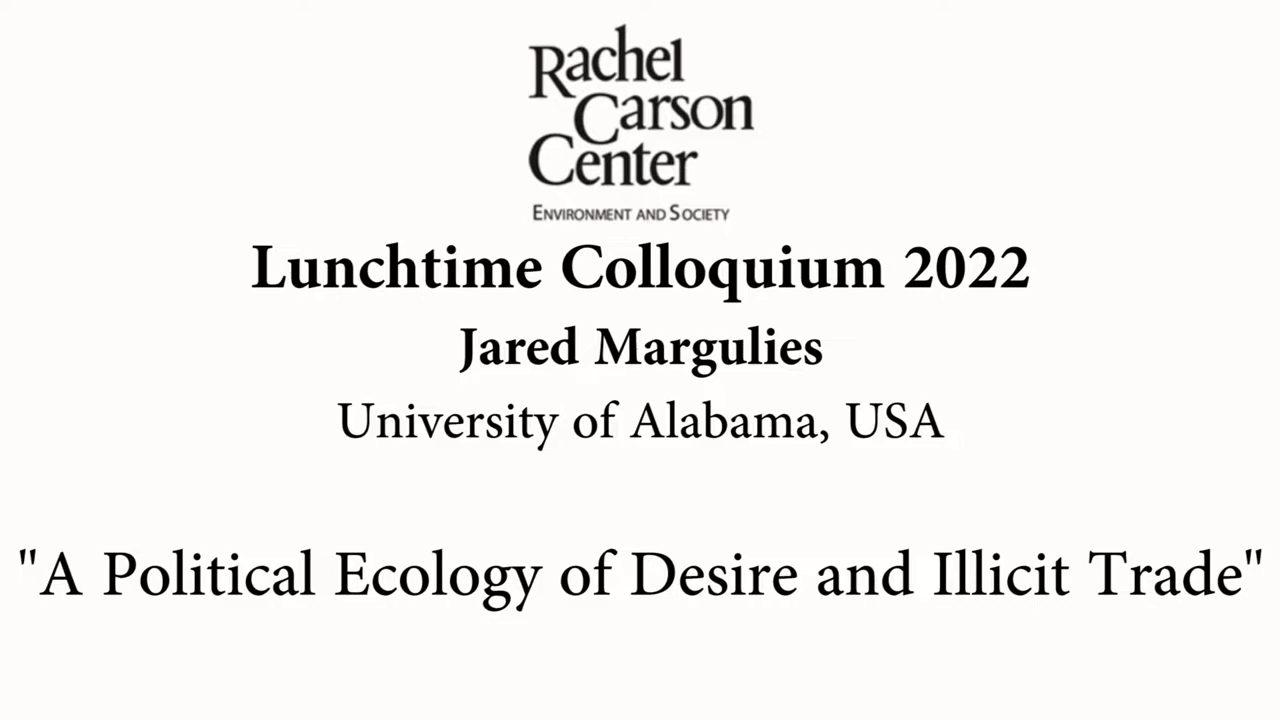 Rachel
Carson
Center
ENVIRONMENT AND SOCIETY
Lunchtime Colloquium 2022
Jared Margulies
University of Alabama, USA
"A Political Ecology of Desire and Illicit Trade"